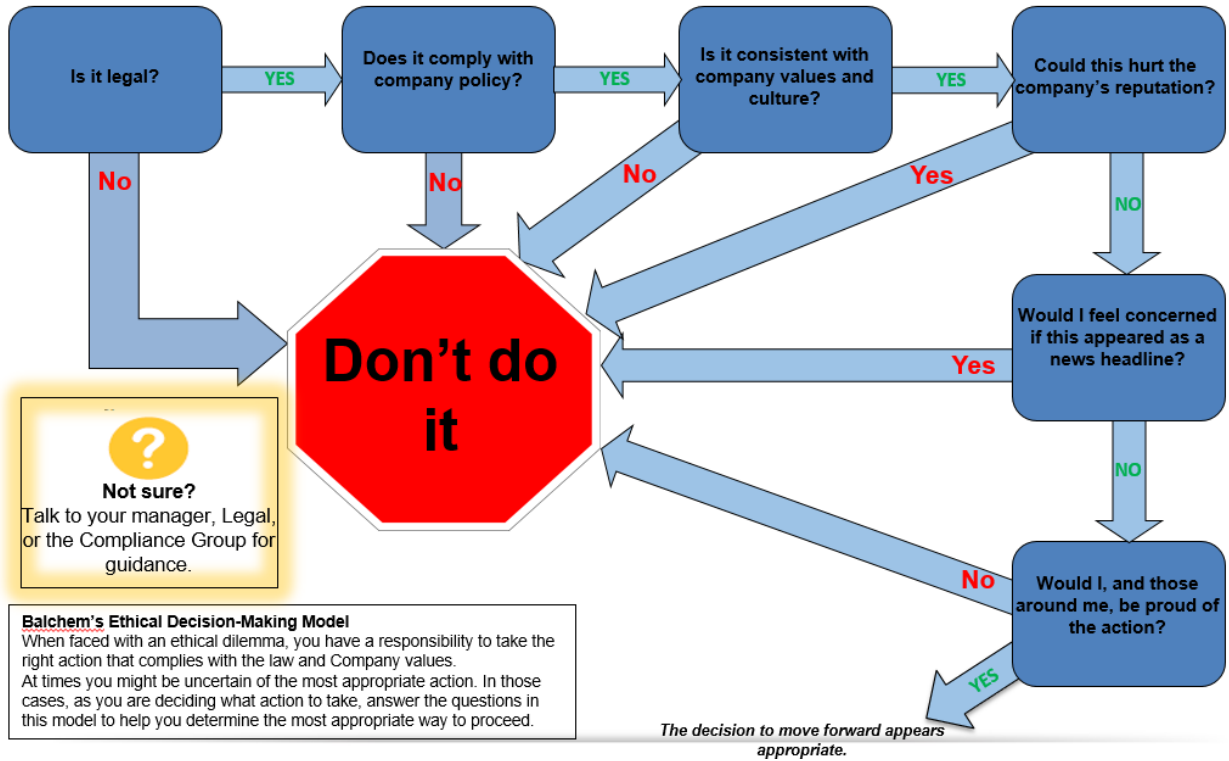 Is it legal?
YES
Does it comply with
company policy?
YES
Is it consistent with
company values and
culture?
YES
Could this hurt the
company's reputation?
No
No
No
Yes
NO
Would I feel concerned
if this appeared as a
news headline?
Don't do
it
Yes
NO
Not sure?
Talk to your manager, Legal,
or the Compliance Group for
guidance.
No
Would I, and those
around me, be proud of
the action?
YES
Balchem's Ethical Decision-Making Model
When faced with an ethical dilemma, you have a responsibility to take the
right action that complies with the law and Company values.
At times you might be uncertain of the most appropriate action. In those
cases, as you are deciding what action to take, answer the questions in
this model to help you determine the most appropriate way to proceed.
The decision to move forward appears
appropriate.